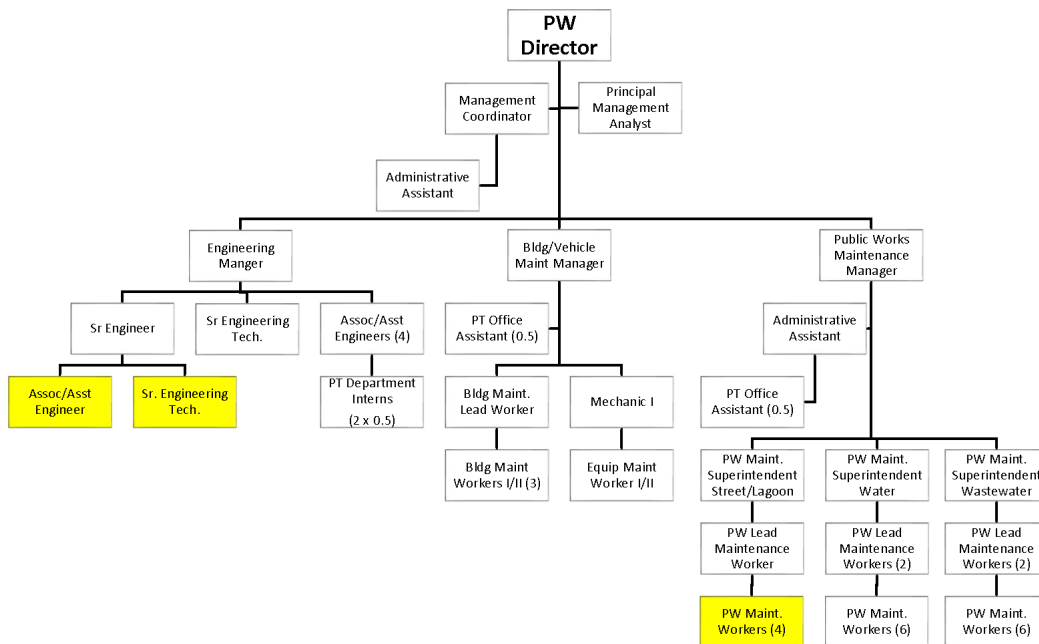 PW
Director
Management
Coordinator
Principal
Management
Analyst
Administrative
Assistant
Engineering
Manger
Bldg/Vehicle
Maint Manager
Public Works
Maintenance
Manager
Sr Engineer
Sr Engineering
Tech.
Assoc/Asst
Engineers (4)
PT Office
Assistant (0.5)
Administrative
Assistant
Assoc/Asst
Engineer
Sr. Engineering
Tech.
PT Department
Interns
(2 x 0.5)
Bldg Maint.
Lead Worker
Mechanic I
PT Office
Assistant (0.5)
Bldg Maint
Workers I/II (3)
Equip Maint
Worker I/II
PW Maint.
Superintendent
Street/Lagoon
PW Maint.
Superintendent
Water
PW Maint.
Superintendent
Wastewater
PW Lead
Maintenance
Worker
PW Lead
Maintenance
Workers (2)
PW Lead
Maintenance
Workers (2)
PW Maint.
Workers (4)
PW Maint.
Workers (6)
PW Maint.
Workers (6)